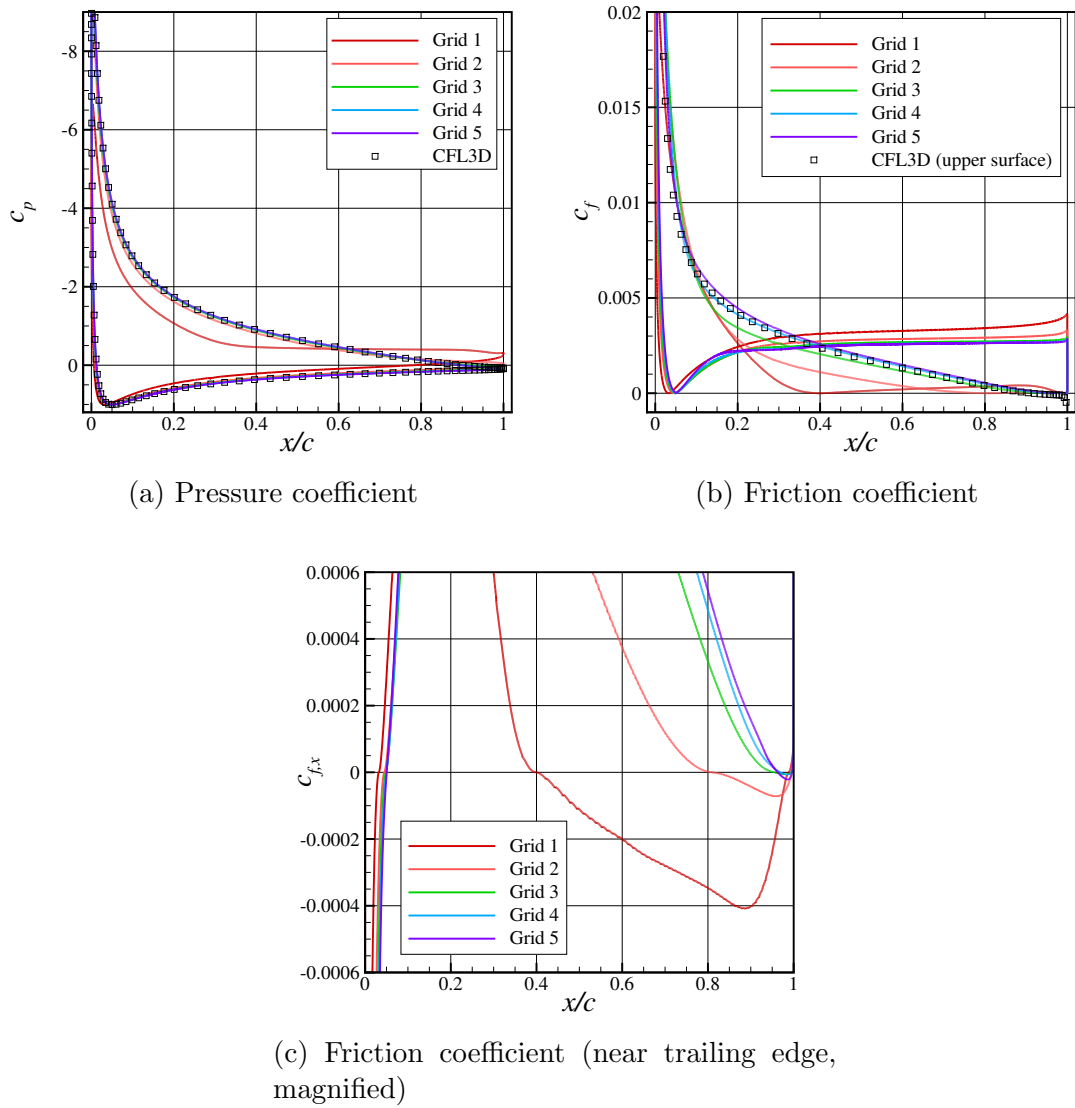 -8
-6
-4
-2
0
c_p
0 0.2 0.4 0.6 0.8 1
x/c
Grid 1
Grid 2
Grid 3
Grid 4
Grid 5
CFL3D
(a) Pressure coefficient
0.02
0.015
0.01
0.005
0
c_f
0 0.2 0.4 0.6 0.8 1
x/c
Grid 1
Grid 2
Grid 3
Grid 4
Grid 5
CFL3D (upper surface)
(b) Friction coefficient
0.0006
0.0004
0.0002
0
-0.0002
-0.0004
-0.0006
c_{f,x}
0 0.2 0.4 0.6 0.8 1
x/c
Grid 1
Grid 2
Grid 3
Grid 4
Grid 5
(c) Friction coefficient (near trailing edge,
magnified)